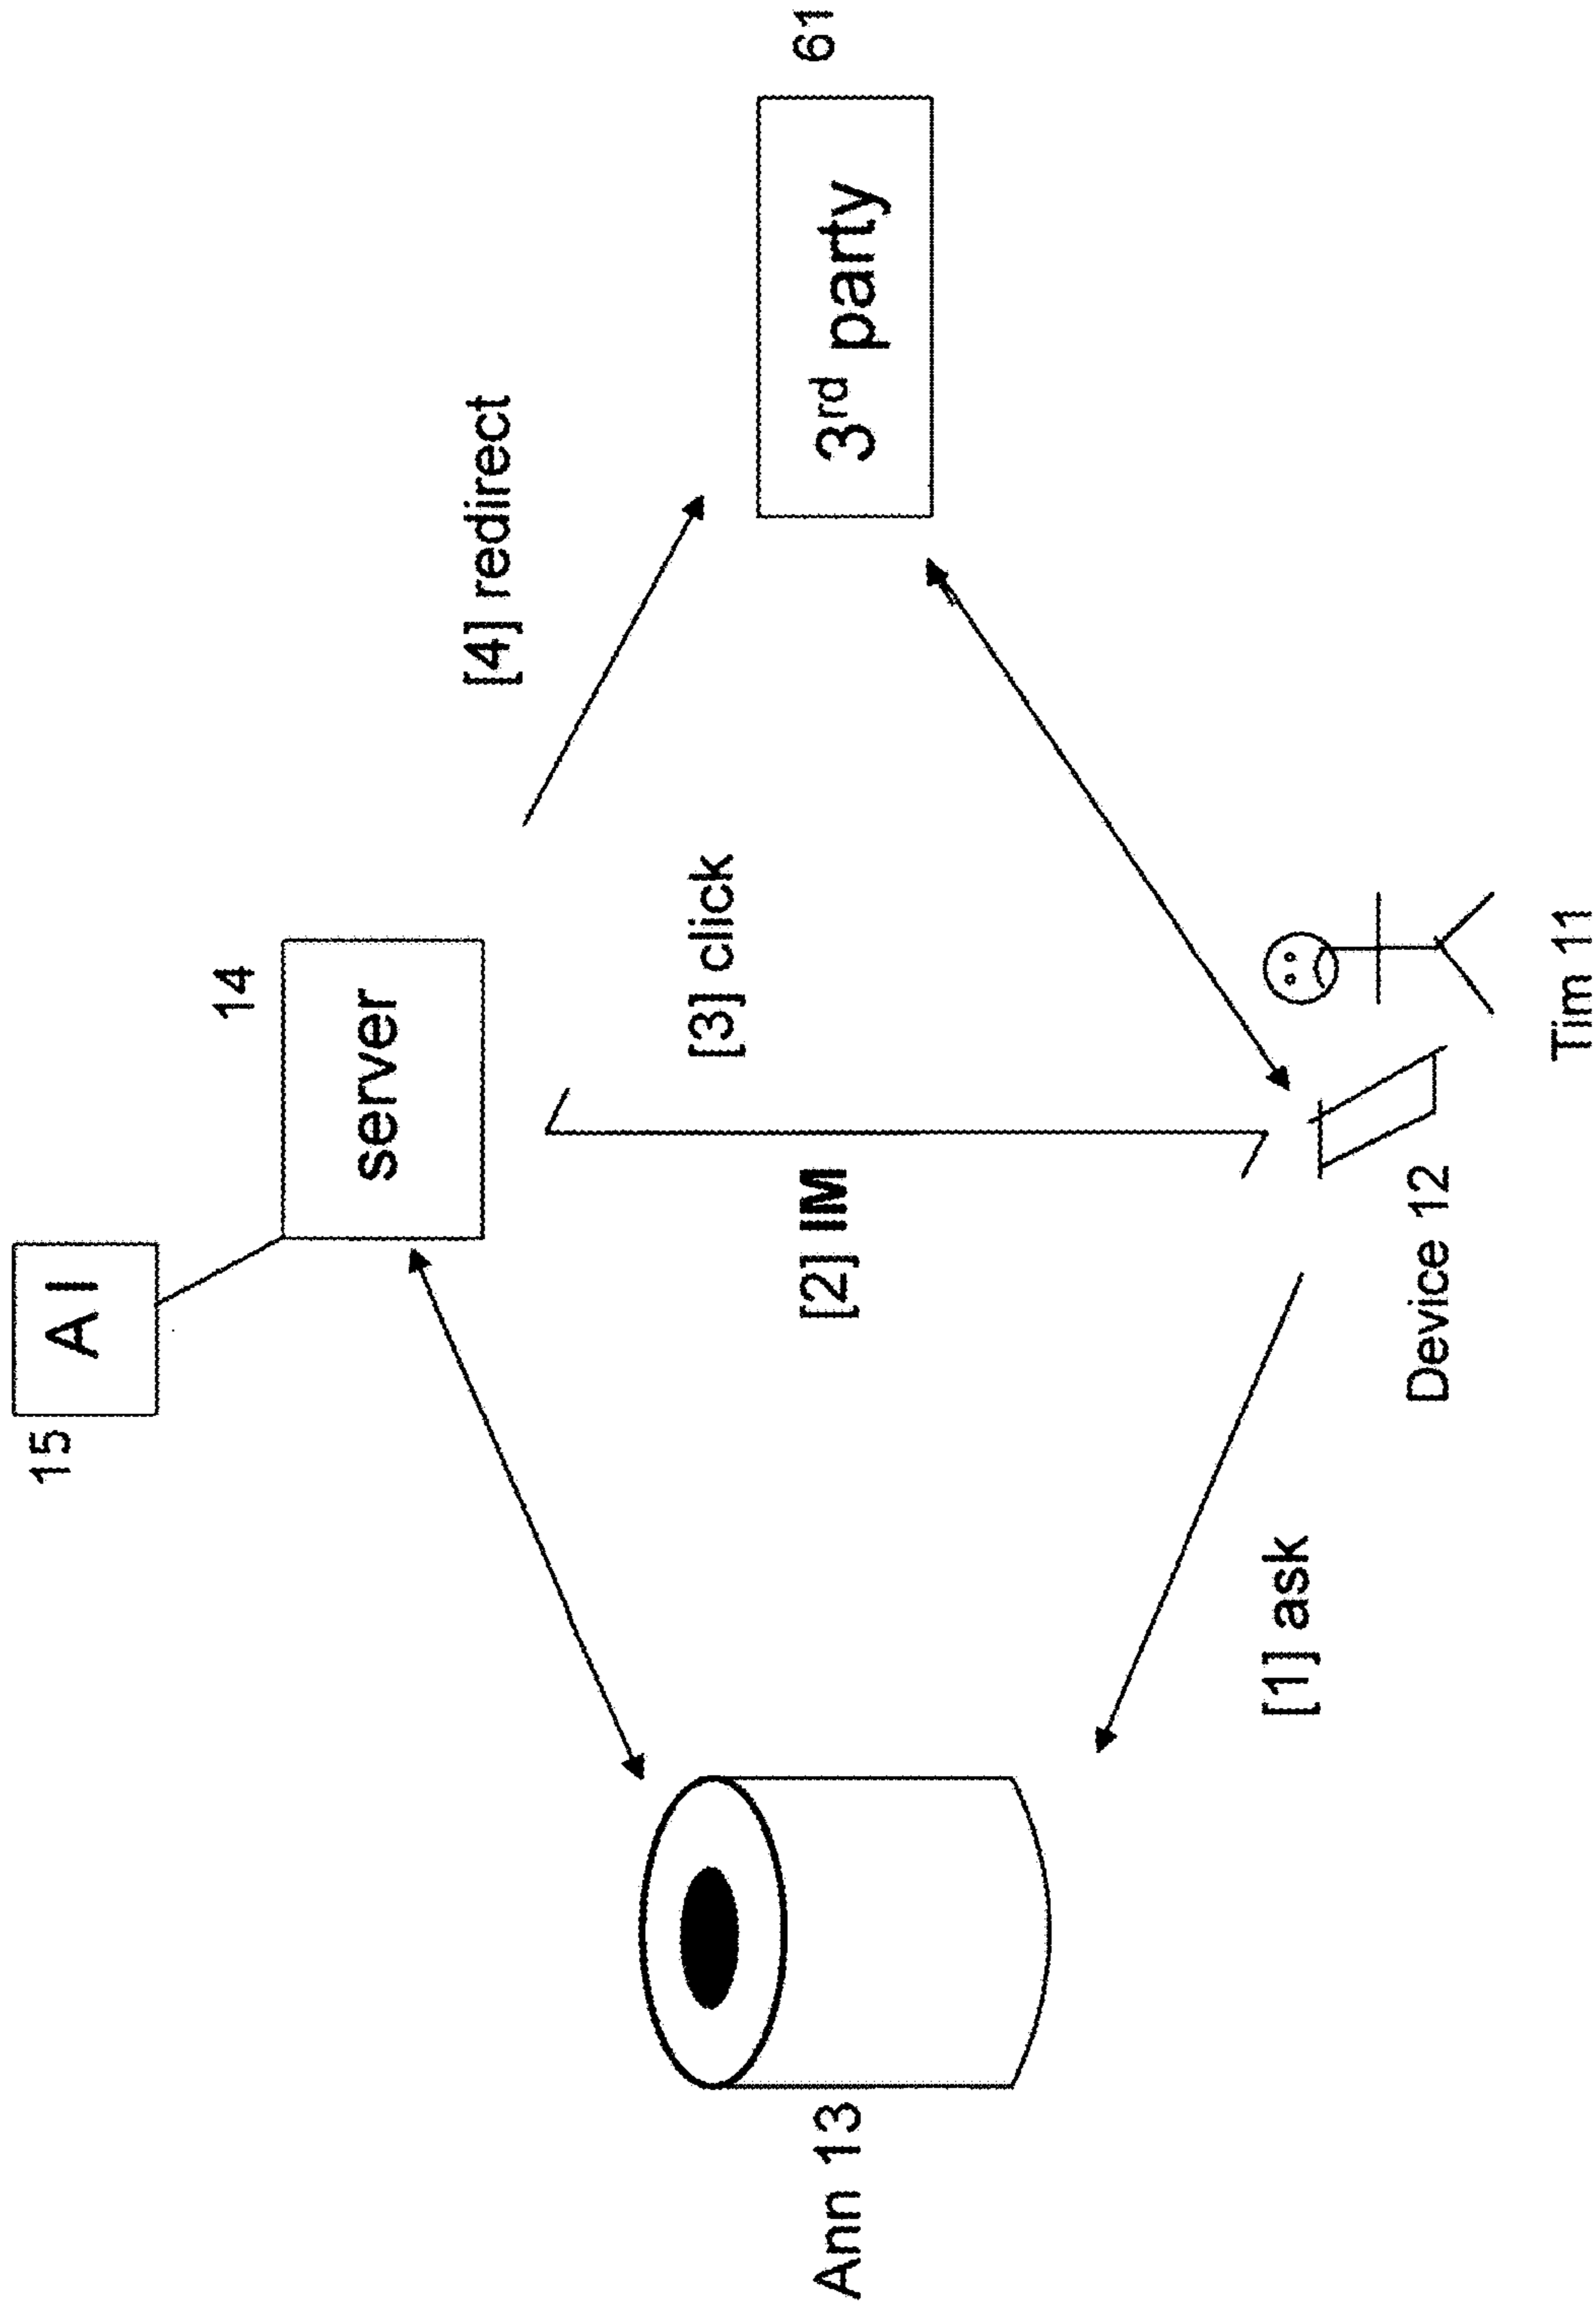 15
A I
14
server
[4] redirect
[3] click
[2] IM
3rd party
61
Ann 13
[1] ask
Device 12
Tim 11